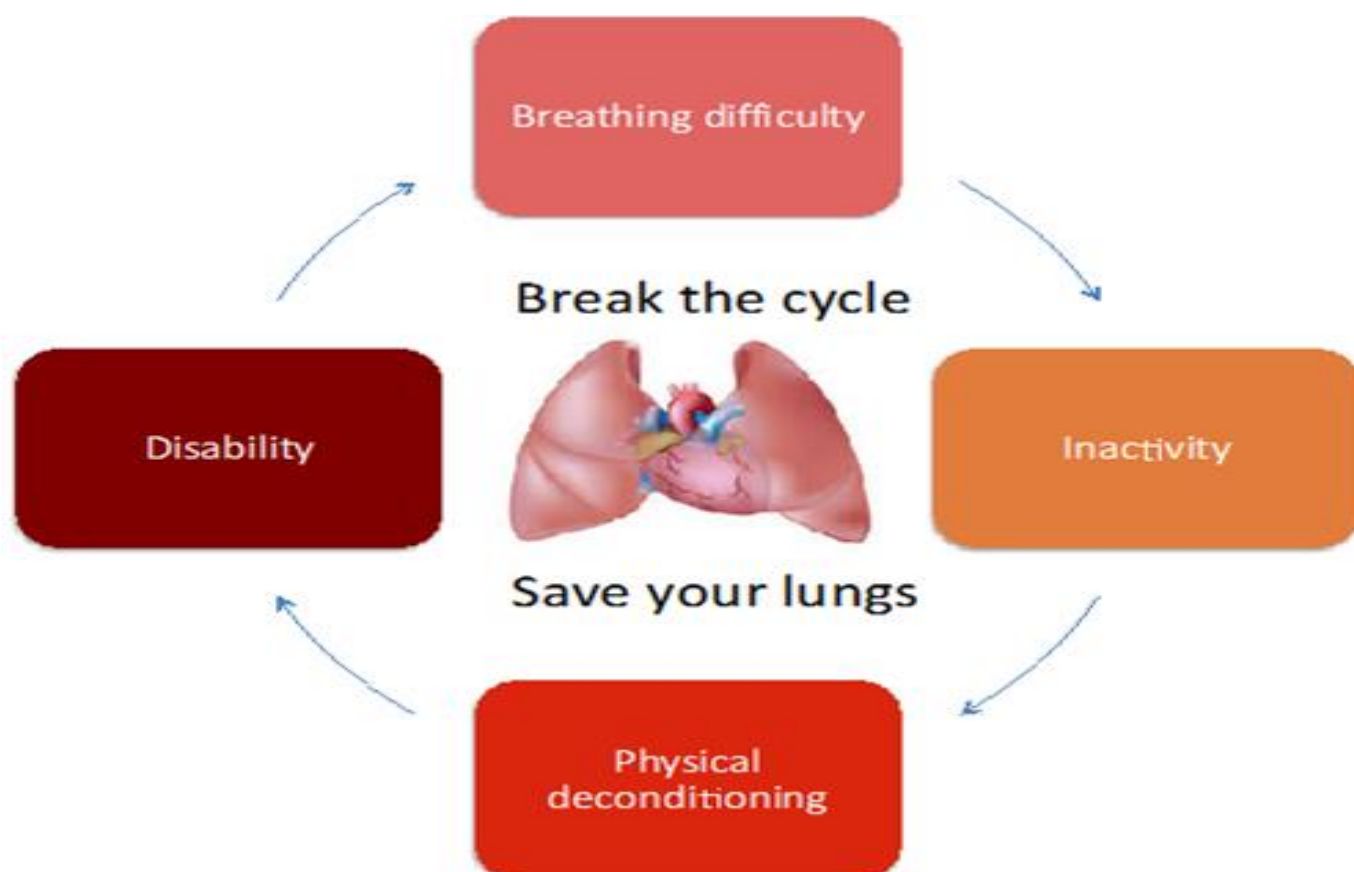 Breathing difficulty
Break the cycle
Disability
Inactivity
Save your lungs
Physical
deconditioning